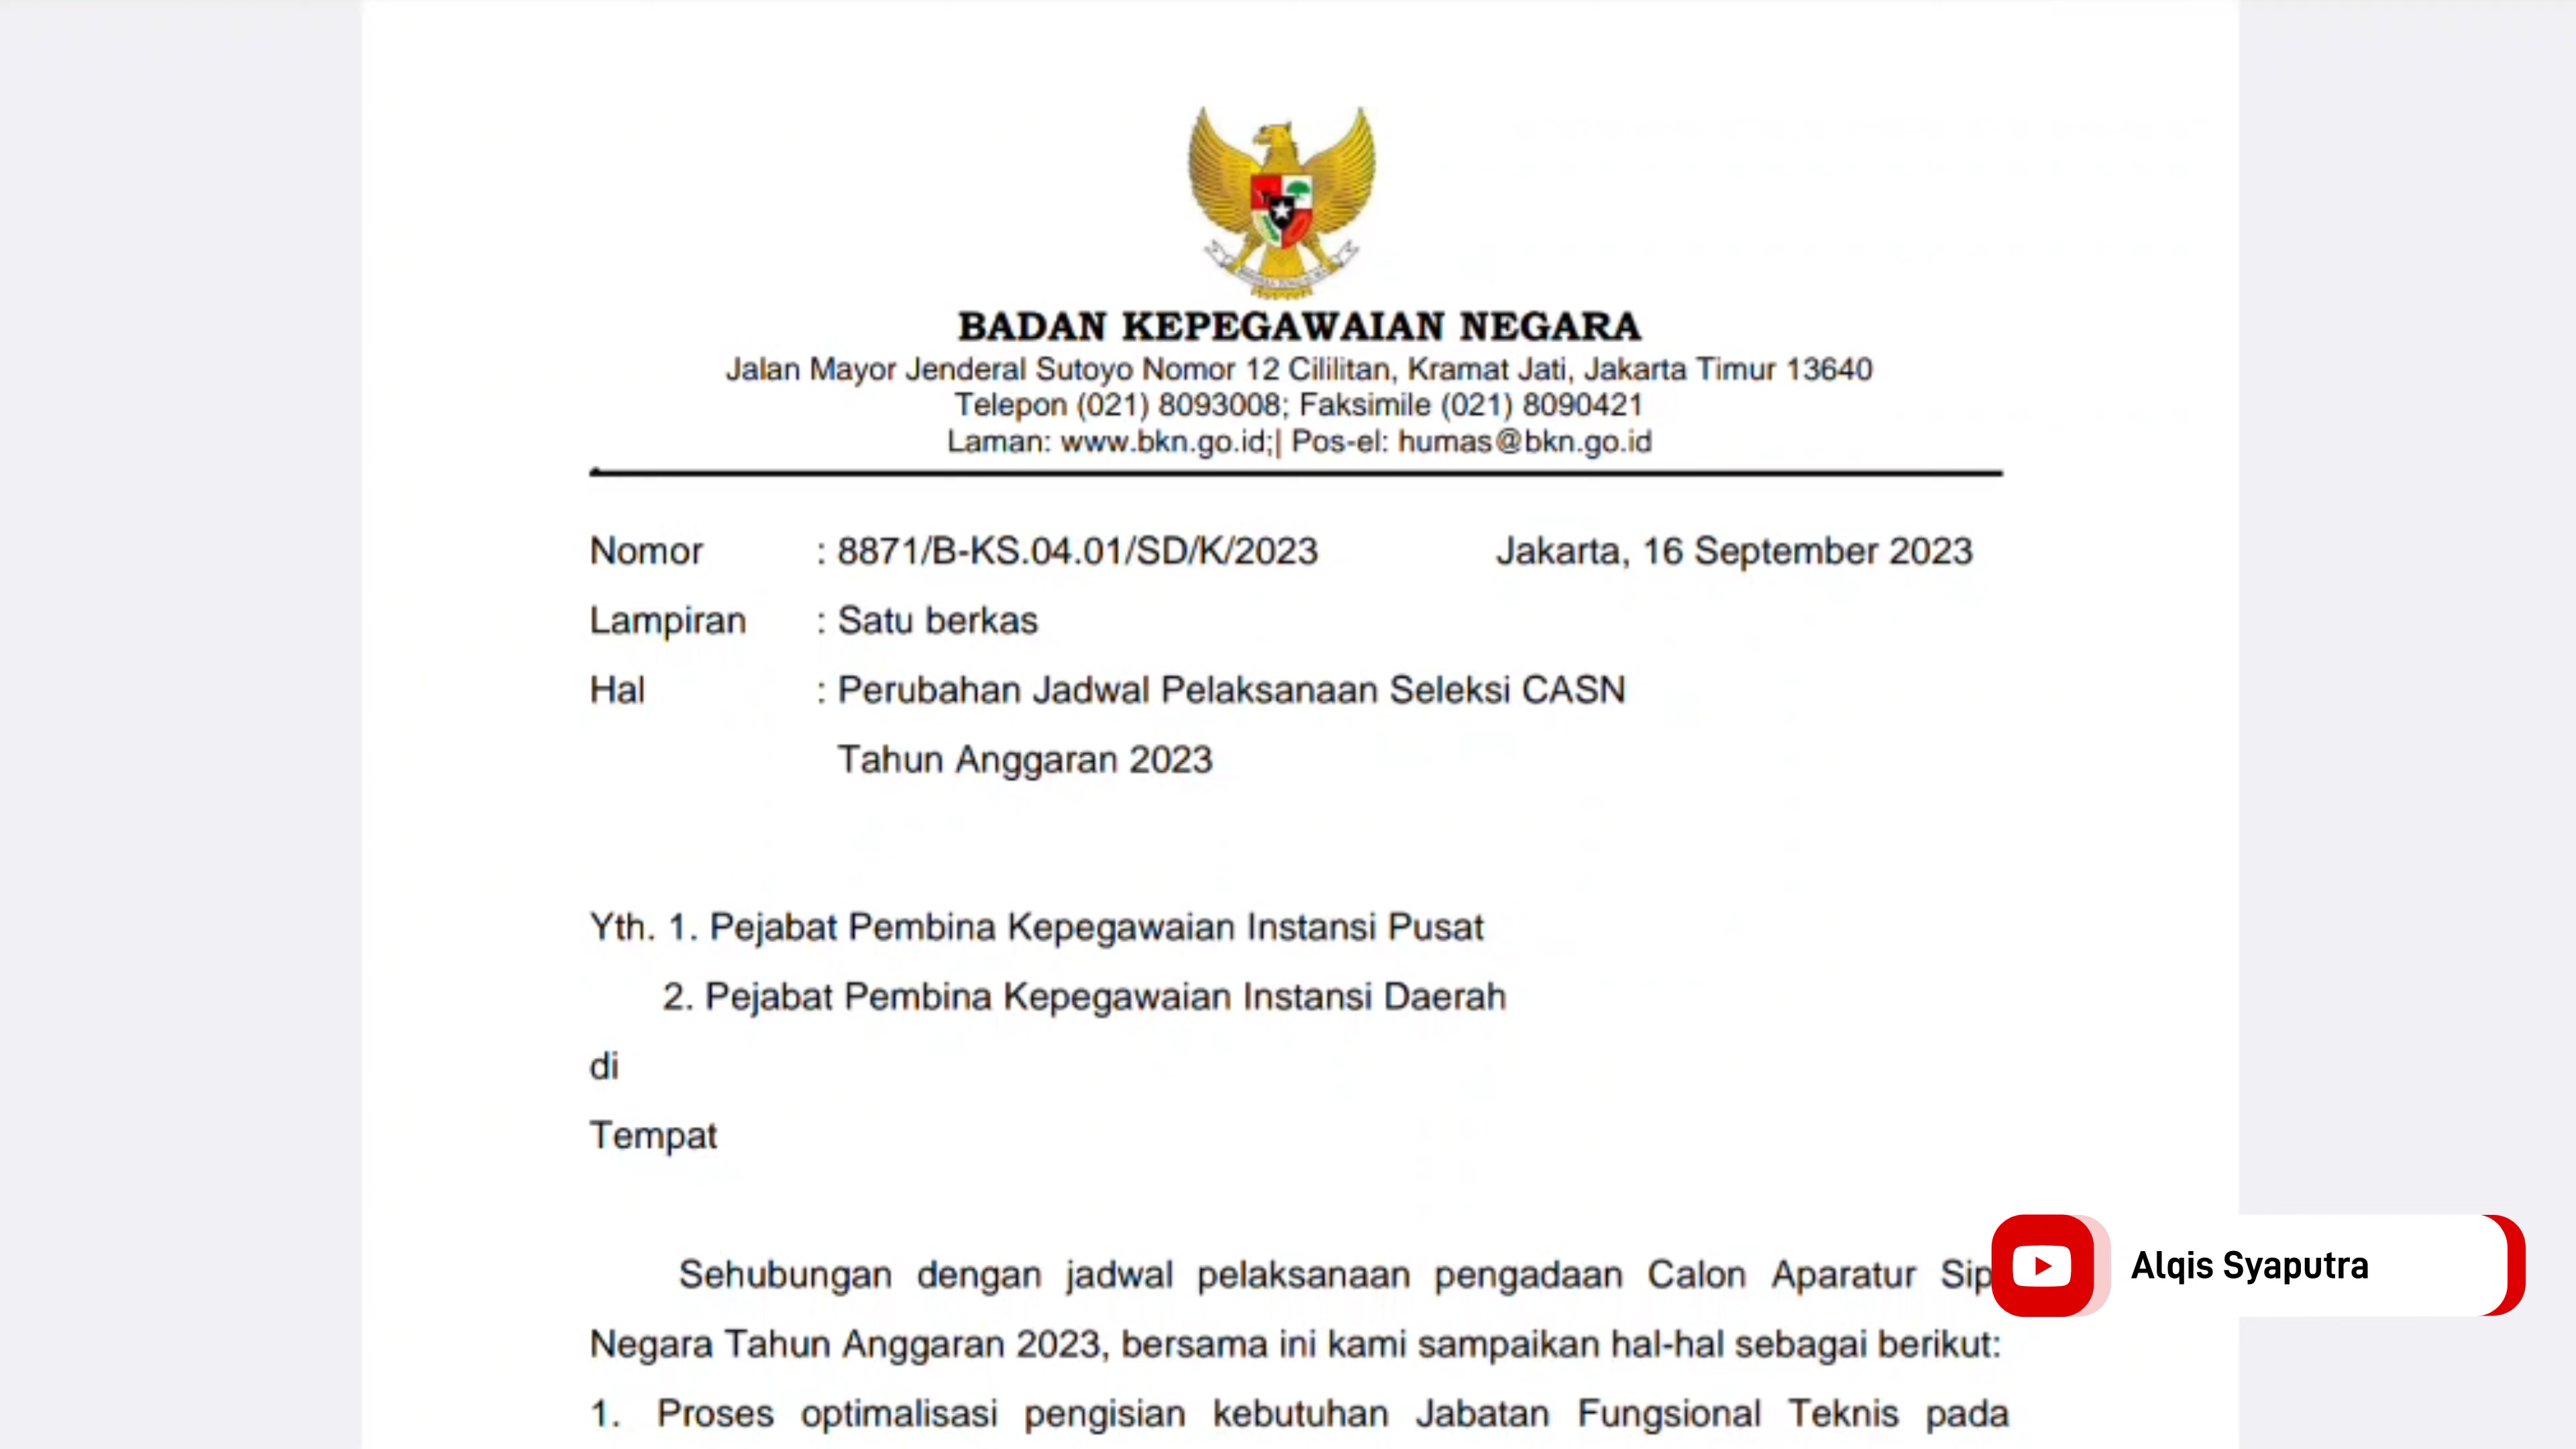 BADAN KEPEGAWAIAN NEGARA
Jalan Mayor Jenderal Sutoyo Nomor 12 Cililitan, Kramat Jati, Jakarta Timur 13640
Telepon (021) 8093008; Faksimile (021) 8090421
Laman: www.bkn.go.id;| Pos-el: humas@bkn.go.id
Nomor : 8871/B-KS.04.01/SD/K/2023 Jakarta, 16 September 2023
Lampiran : Satu berkas
Hal : Perubahan Jadwal Pelaksanaan Seleksi CASN
Tahun Anggaran 2023
Yth. 1. Pejabat Pembina Kepegawaian Instansi Pusat
2. Pejabat Pembina Kepegawaian Instansi Daerah
di
Tempat
Sehubungan dengan jadwal pelaksanaan pengadaan Calon Aparatur Sip
Alqis Syaputra
Negara Tahun Anggaran 2023, bersama ini kami sampaikan hal-hal sebagai berikut:
1. Proses optimalisasi pengisian kebutuhan Jabatan Fungsional Teknis pada